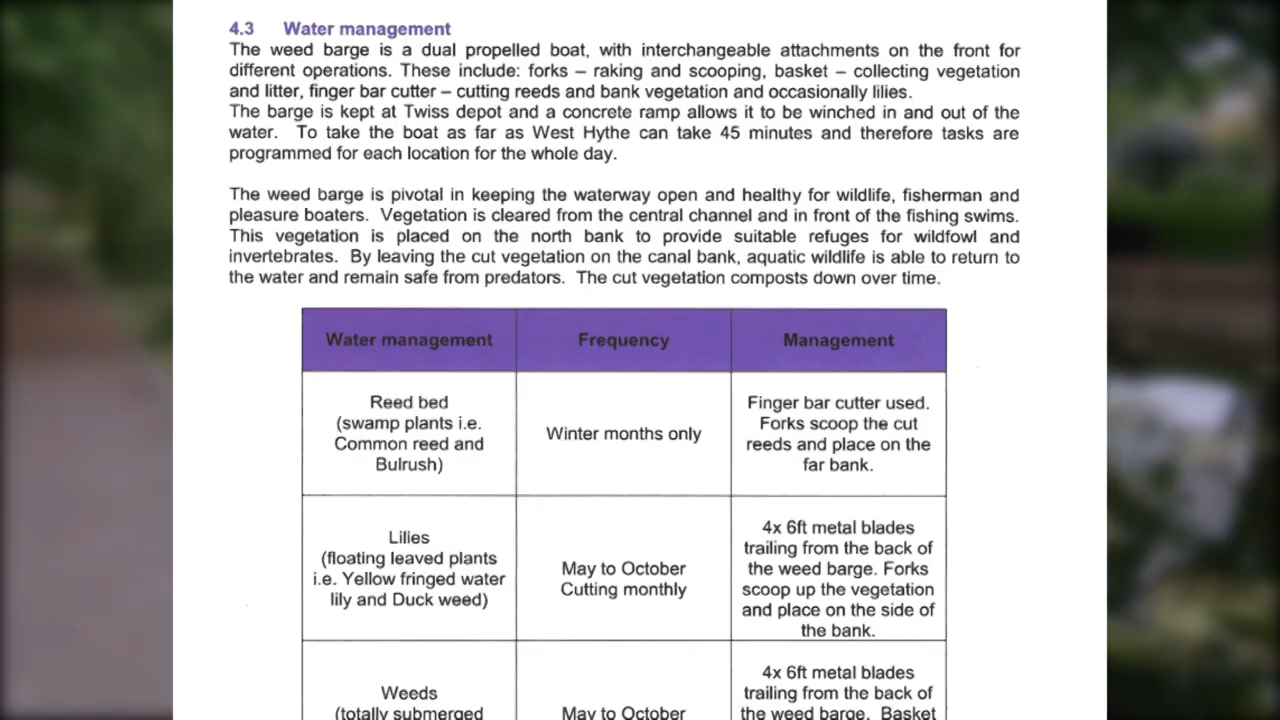 4.3 Water management
The weed barge is a dual propelled boat, with interchangeable attachments on the front for
different operations. These include: forks – raking and scooping, basket – collecting vegetation
and litter, finger bar cutter – cutting reeds and bank vegetation and occasionally lilies.
The barge is kept at Twiss depot and a concrete ramp allows it to be winched in and out of the
water. To take the boat as far as West Hythe can take 45 minutes and therefore tasks are
programmed for each location for the whole day.
The weed barge is pivotal in keeping the waterway open and healthy for wildlife, fisherman and
pleasure boaters. Vegetation is cleared from the central channel and in front of the fishing swims.
This vegetation is placed on the north bank to provide suitable refuges for wildfowl and
invertebrates. By leaving the cut vegetation on the canal bank, aquatic wildlife is able to return to
the water and remain safe from predators. The cut vegetation composts down over time.
Water management
Frequency
Management
Reed bed
(swamp plants i.e.
Common reed and
Bulrush)
Winter months only
Finger bar cutter used.
Forks scoop the cut
reeds and place on the
far bank.
Lilies
(floating leaved plants
i.e. Yellow fringed water
lily and Duck weed)
May to October
Cutting monthly
4x 6ft metal blades
trailing from the back of
the weed barge. Forks
scoop up the vegetation
and place on the side of
the bank.
Weeds
(totally submerged
May to October
4x 6ft metal blades
trailing from the back of
the weed barge. Basket